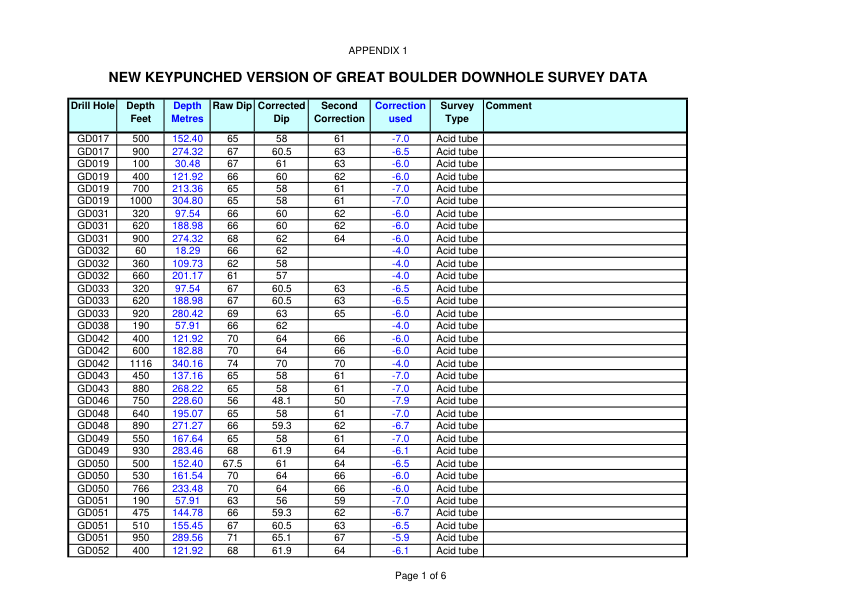 APPENDIX 1
NEW KEYPUNCHED VERSION OF GREAT BOULDER DOWNHOLE SURVEY DATA
Drill Hole Depth Depth Raw Dip Corrected Second Correction Survey Comment
Feet Metres Dip Correction used Type
GD017 500 152.40 65 58 61 -7.0 Acid tube
GD017 900 274.32 67 60.5 63 -6.5 Acid tube
GD019 100 30.48 67 61 63 -6.0 Acid tube
GD019 400 121.92 66 60 62 -6.0 Acid tube
GD019 700 213.36 65 58 61 -7.0 Acid tube
GD019 1000 304.80 65 58 61 -7.0 Acid tube
GD031 320 97.54 66 60 62 -6.0 Acid tube
GD031 620 188.98 66 60 62 -6.0 Acid tube
GD031 900 274.32 68 62 64 -6.0 Acid tube
GD032 60 18.29 66 62 -4.0 Acid tube
GD032 360 109.73 62 58 -4.0 Acid tube
GD032 660 201.17 61 57 -4.0 Acid tube
GD033 320 97.54 67 60.5 63 -6.5 Acid tube
GD033 620 188.98 67 60.5 63 -6.5 Acid tube
GD033 920 280.42 69 63 65 -6.0 Acid tube
GD038 190 57.91 66 62 -4.0 Acid tube
GD042 400 121.92 70 64 66 -6.0 Acid tube
GD042 600 182.88 70 64 66 -6.0 Acid tube
GD042 1116 340.16 74 70 70 -4.0 Acid tube
GD043 450 137.16 65 58 61 -7.0 Acid tube
GD043 880 268.22 65 58 61 -7.0 Acid tube
GD046 750 228.60 56 48.1 50 -7.9 Acid tube
GD048 640 195.07 65 58 61 -7.0 Acid tube
GD048 890 271.27 66 59.3 62 -6.7 Acid tube
GD049 550 167.64 65 58 61 -7.0 Acid tube
GD049 930 283.46 68 61.9 64 -6.1 Acid tube
GD050 500 152.40 67.5 61 64 -6.5 Acid tube
GD050 530 161.54 70 64 66 -6.0 Acid tube
GD050 766 233.48 70 64 66 -6.0 Acid tube
GD051 190 57.91 63 56 59 -7.0 Acid tube
GD051 475 144.78 66 59.3 62 -6.7 Acid tube
GD051 510 155.45 67 60.5 63 -6.5 Acid tube
GD051 950 289.56 71 65.1 67 -5.9 Acid tube
GD052 400 121.92 68 61.9 64 -6.1 Acid tube
Page 1 of 6